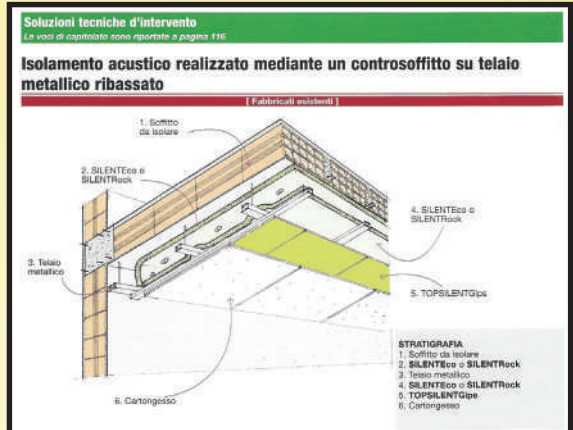 Soluzioni tecniche d'intervento
Le voci di capitolato sono riportate a pagina 116
Isolamento acustico realizzato mediante un controsoffitto su telaio
metallico ribassato
[ Fabbricati esistenti ]
1. Soffitto
da isolare
2. SILENTEco o
SILENTRock
3. Telaio
metallico
4. SILENTEco o
SILENTRock
5. TOPSILENTGips
6. Cartongesso
STRATIGRAFIA
1. Soffitto da isolare
2. SILENTEco o SILENTRock
3. Telaio metallico
4. SILENTEco o SILENTRock
5. TOPSILENTGips
6. Cartongesso